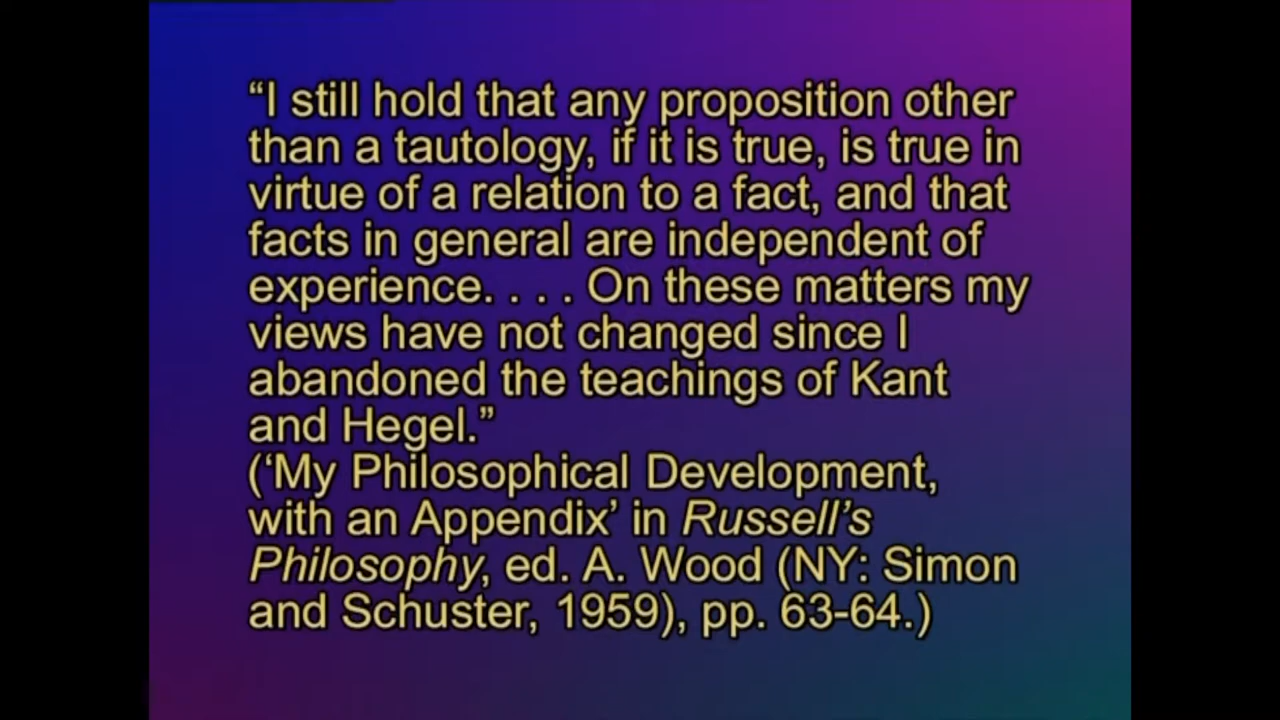 “I still hold that any proposition other
than a tautology, if it is true, is true in
virtue of a relation to a fact, and that
facts in general are independent of
experience. . . . On these matters my
views have not changed since I
abandoned the teachings of Kant
and Hegel.”
(‘My Philosophical Development,
with an Appendix’ in Russell’s
Philosophy, ed. A. Wood (NY: Simon
and Schuster, 1959), pp. 63-64.)